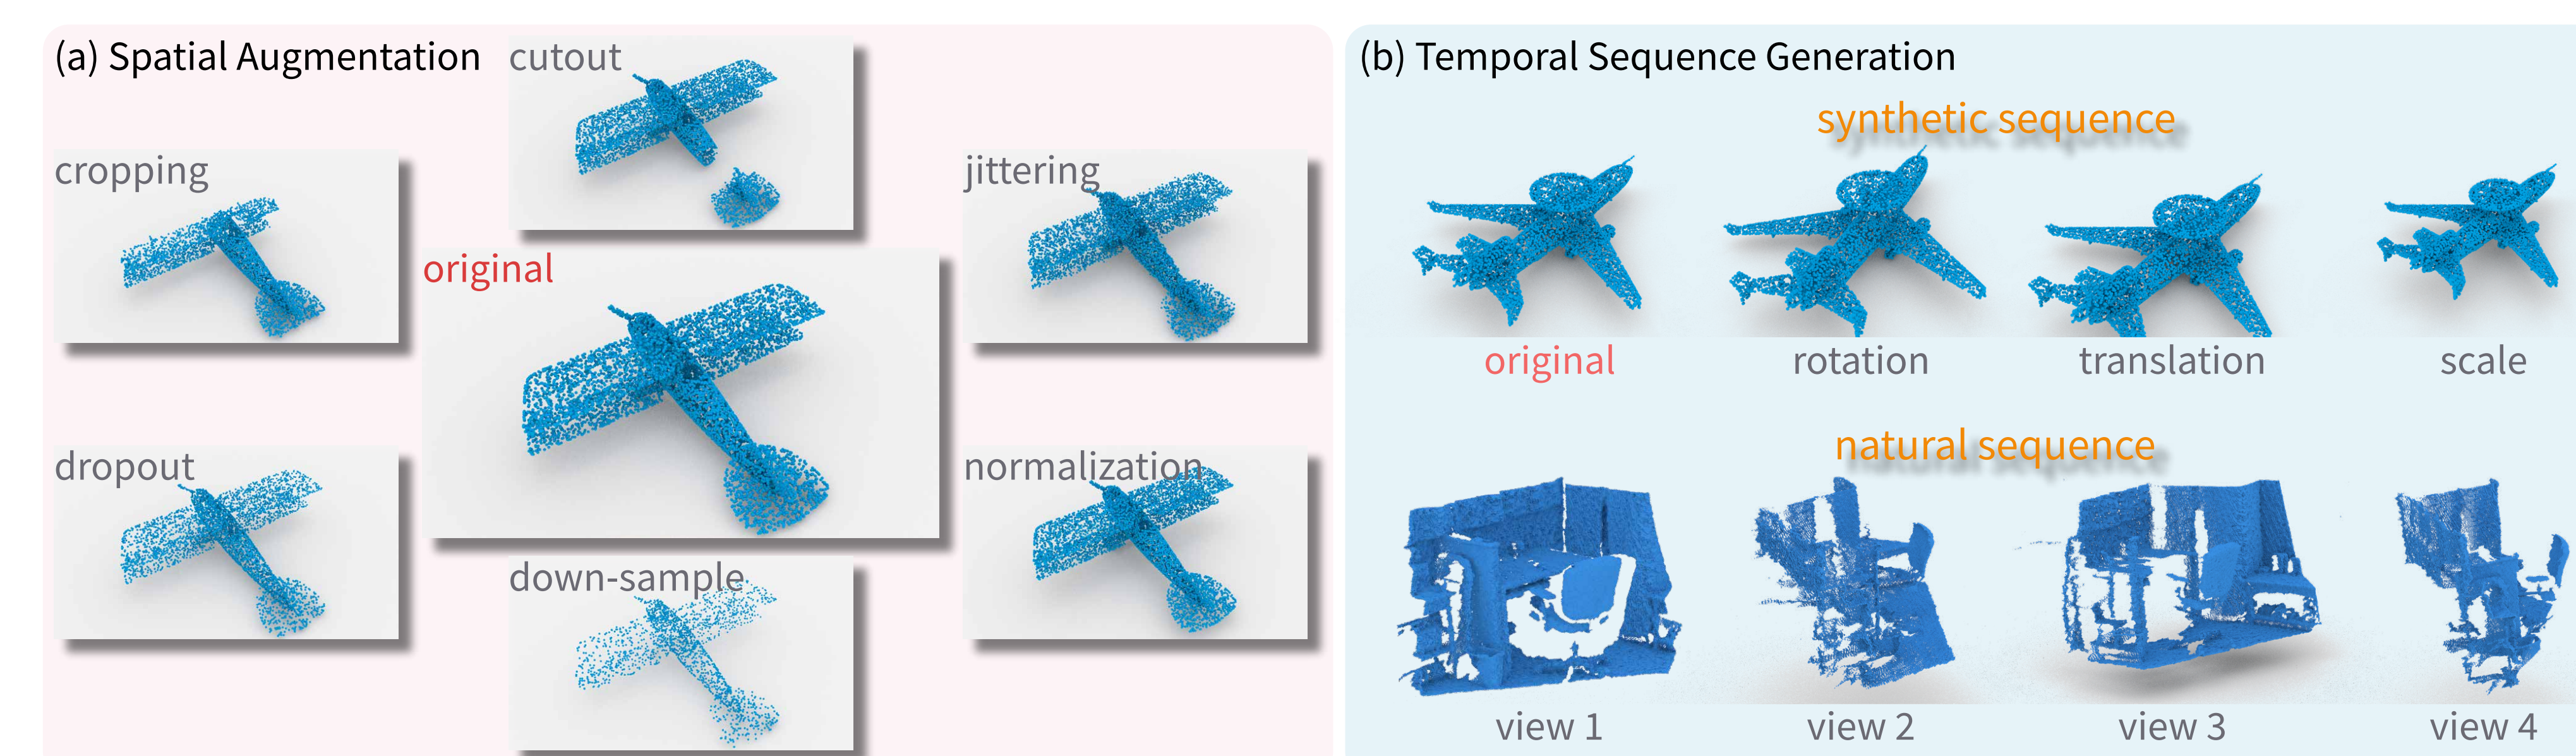 (a) Spatial Augmentation
cutout
cropping
jittering
original
dropout
normalization
down-sample
(b) Temporal Sequence Generation
synthetic sequence
original
rotation
translation
scale
natural sequence
view 1
view 2
view 3
view 4